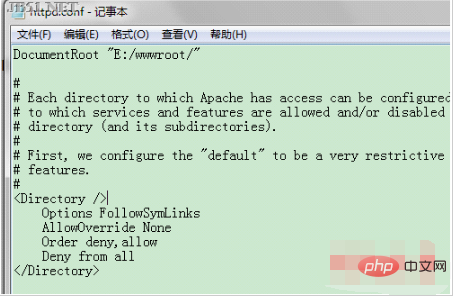 JB51.NET
httpd.conf - 记事本
文件(F) 编辑(E) 格式(O) 查看(V) 帮助(H)
DocumentRoot "E:/wwwroot/"
#
# Each directory to which Apache has access can be configured
# to which services and features are allowed and/or disabled
# directory (and its subdirectories).
#
# First, we configure the "default" to be a very restrictive
# features.
#
<Directory />
Options FollowSymLinks
AllowOverride None
Order deny,allow
Deny from all
</Directory>
php 中文网